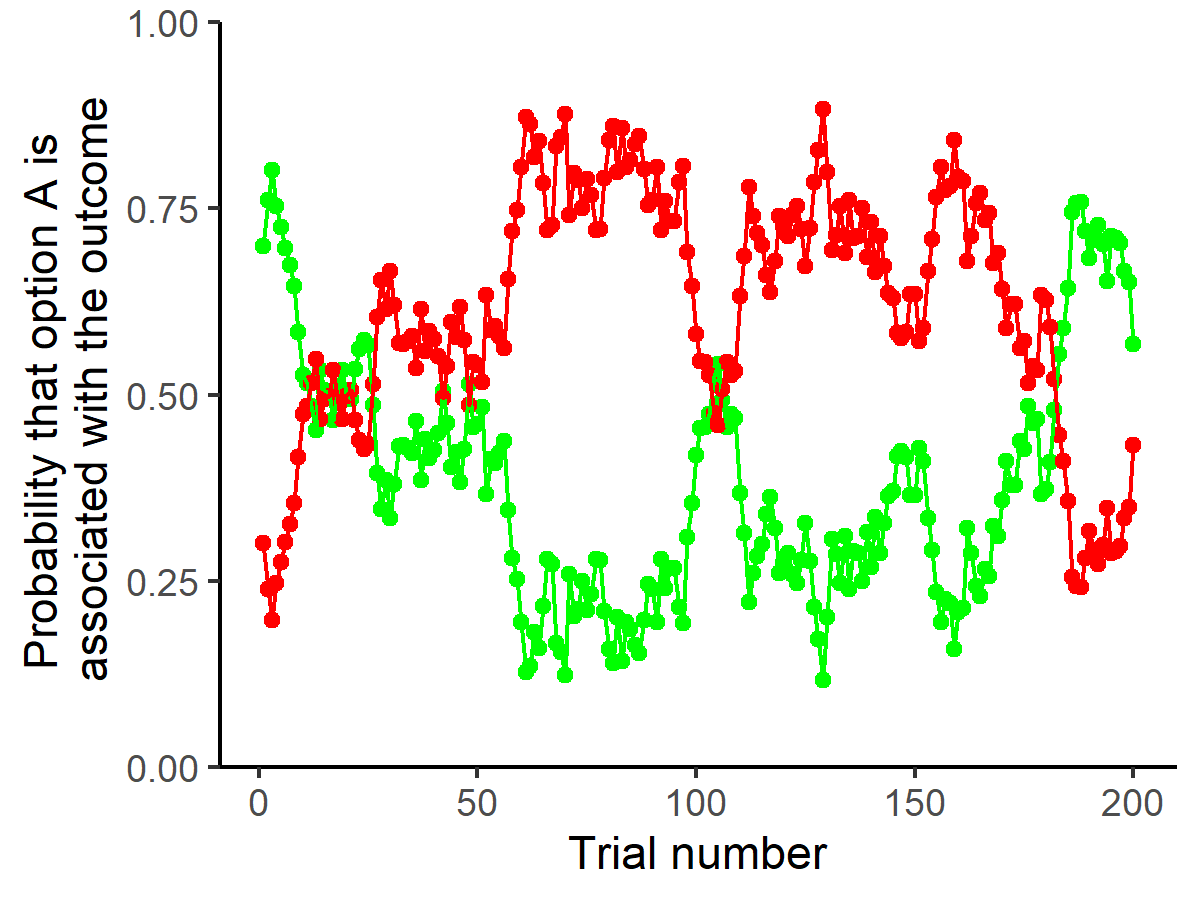 Probability that option A is
associated with the outcome
1.00
0.75
0.50
0.25
0.00
0 50 100 150 200
Trial number